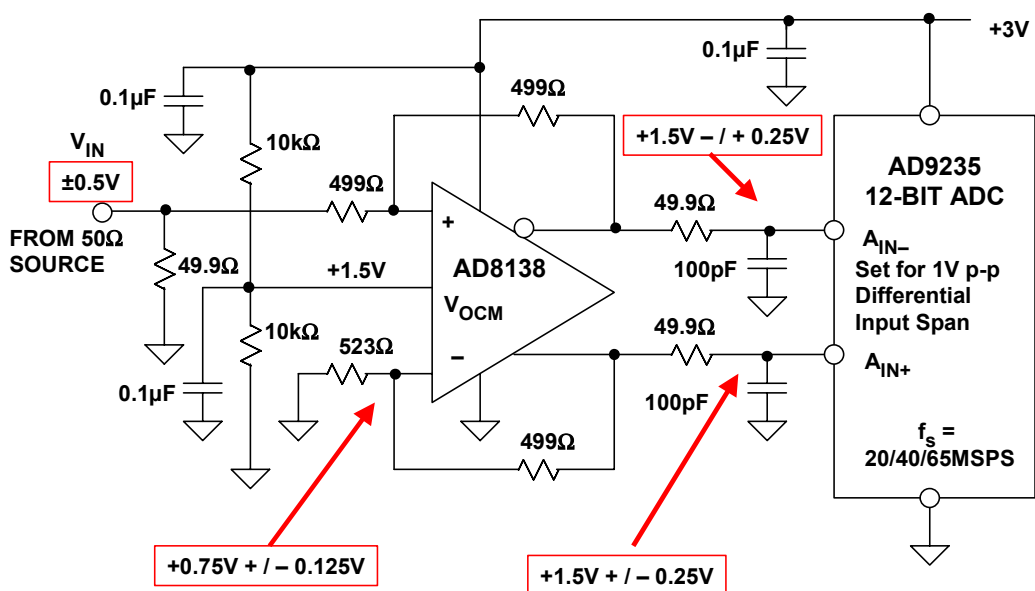 +3V
0.1µF
0.1µF
499Ω
+1.5V – / + 0.25V
V_IN
±0.5V
10kΩ
499Ω
AD9235
12-BIT ADC
49.9Ω
+
FROM 50Ω
SOURCE
49.9Ω
+1.5V
AD8138
V_OCM
100pF
A_IN–
Set for 1V p-p
Differential
Input Span
49.9Ω
10kΩ
523Ω
–
A_IN+
0.1µF
100pF
499Ω
f_s =
20/40/65MSPS
+0.75V + / – 0.125V
+1.5V + / – 0.25V